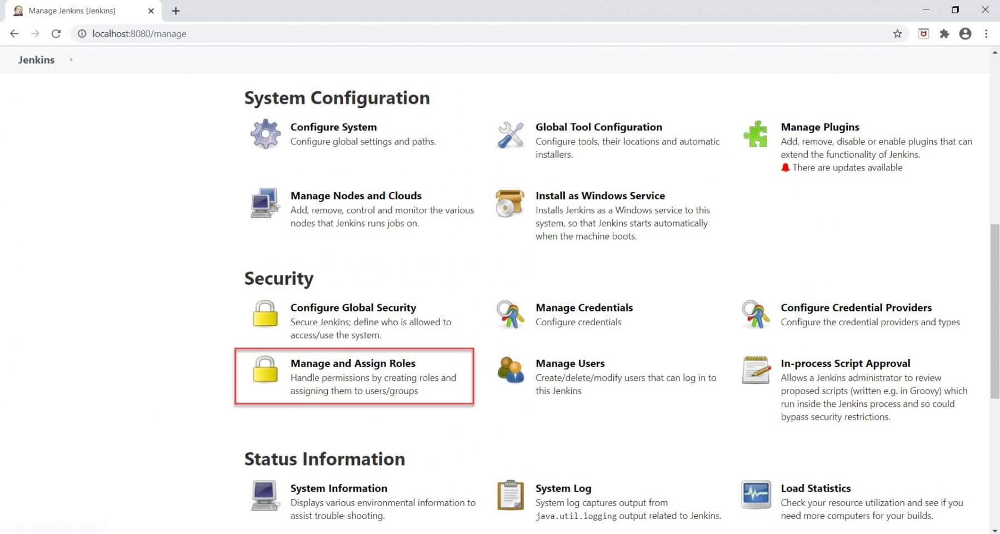 Manage Jenkins [Jenkins]
localhost:8080/manage
Jenkins
System Configuration
Configure System
Configure global settings and paths.
Global Tool Configuration
Configure tools, their locations and automatic
installers.
Manage Plugins
Add, remove, disable or enable plugins that can
extend the functionality of Jenkins.
There are updates available
Manage Nodes and Clouds
Add, remove, control and monitor the various
nodes that Jenkins runs jobs on.
Install as Windows Service
Installs Jenkins as a Windows service to this
system, so that Jenkins starts automatically
when the machine boots.
Security
Configure Global Security
Secure Jenkins; define who is allowed to
access/use the system.
Manage Credentials
Configure credentials
Configure Credential Providers
Configure the credential providers and types
Manage and Assign Roles
Handle permissions by creating roles and
assigning them to users/groups
Manage Users
Create/delete/modify users that can log in to
this Jenkins
In-process Script Approval
Allows a Jenkins administrator to review
proposed scripts (written e.g. in Groovy) which
run inside the Jenkins process and so could
bypass security restrictions.
Status Information
System Information
Displays various environmental information to
assist trouble-shooting.
System Log
System log captures output from
java.util.logging output related to Jenkins.
Load Statistics
Check your resource utilization and see if you
need more computers for your builds.